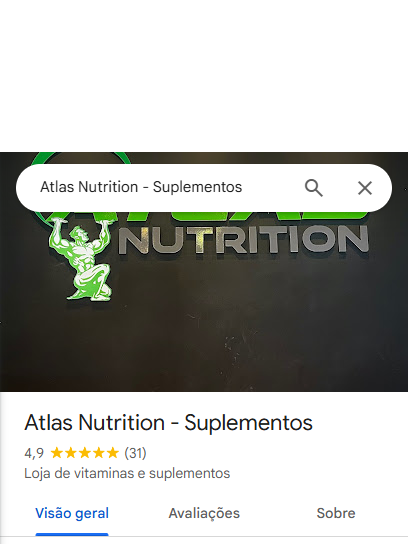 Atlas Nutrition - Suplementos
NUTRITION
Atlas Nutrition - Suplementos
4,9 (31)
Loja de vitaminas e suplementos
Visão geral Avaliações Sobre